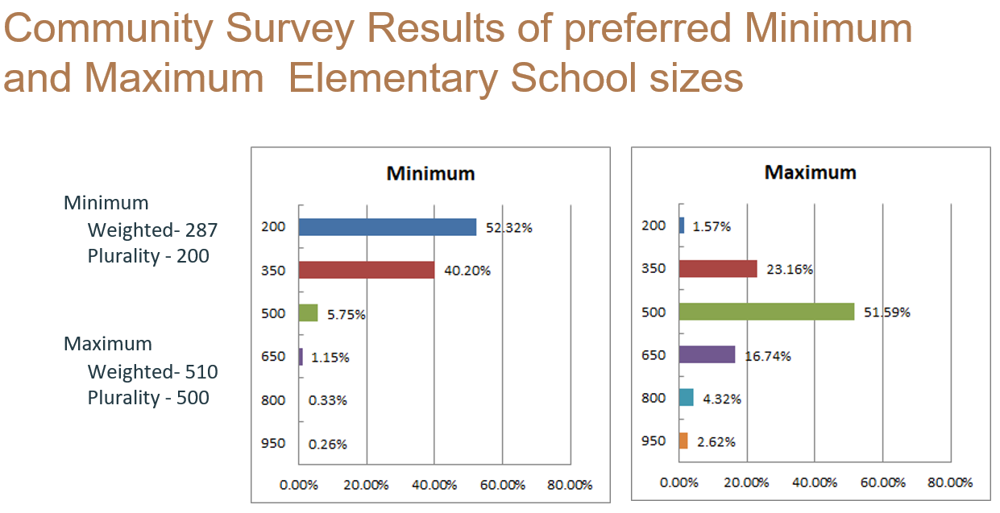 Community Survey Results of preferred Minimum
and Maximum Elementary School sizes
Minimum
Weighted- 287
Plurality - 200
Maximum
Weighted- 510
Plurality - 500
Minimum
200 52.32%
350 40.20%
500 5.75%
650 1.15%
800 0.33%
950 0.26%
0.00% 20.00% 40.00% 60.00% 80.00%
Maximum
200 1.57%
350 23.16%
500 51.59%
650 16.74%
800 4.32%
950 2.62%
0.00% 20.00% 40.00% 60.00% 80.00%